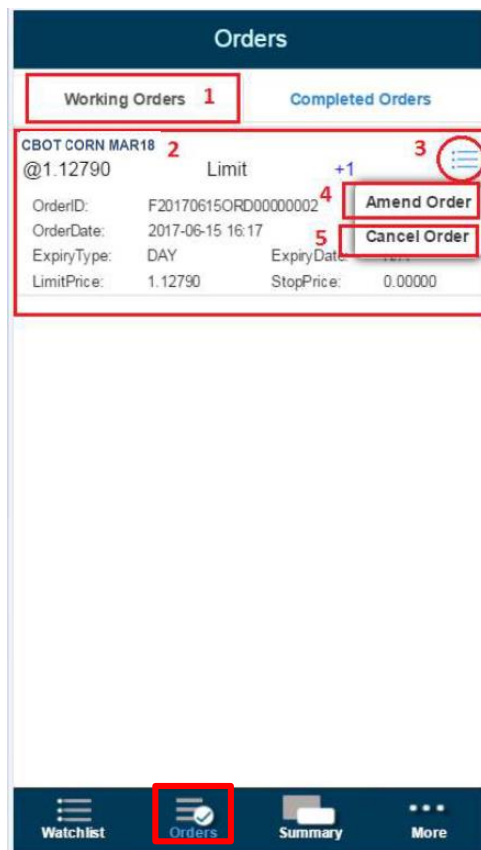 Orders
Working Orders 1 Completed Orders
CBOT CORN MAR18 2
@1.12790 Limit +1 3
OrderID: F20170615ORD00000002 4 Amend Order
OrderDate: 2017-06-15 16:17 5 Cancel Order
ExpiryType: DAY ExpiryDate:
LimitPrice: 1.12790 StopPrice: 0.00000
Watchlist Orders Summary More